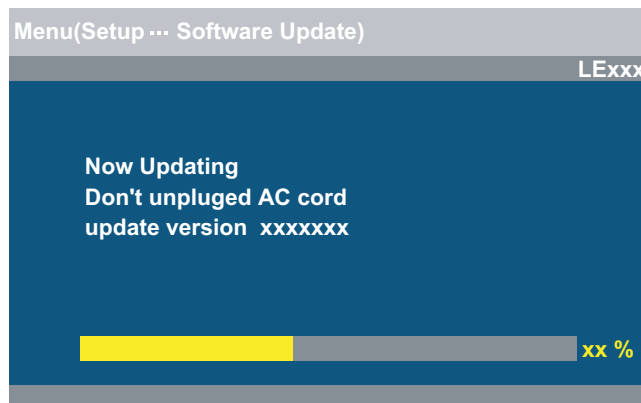 Menu(Setup ··· Software Update)
LExxx
Now Updating
Don't unpluged AC cord
update version xxxxxxx
xx %